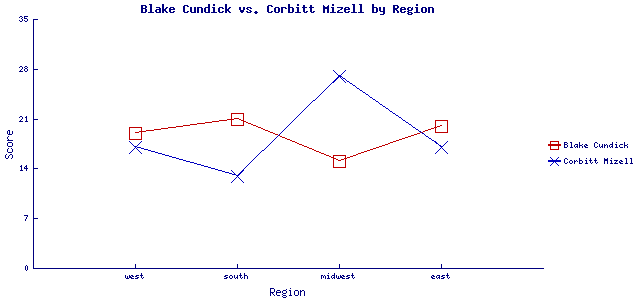 Blake Cundick vs. Corbitt Mizell by Region
35
28
21
14
7
0
Score
west south midwest east
Region
Blake Cundick
Corbitt Mizell